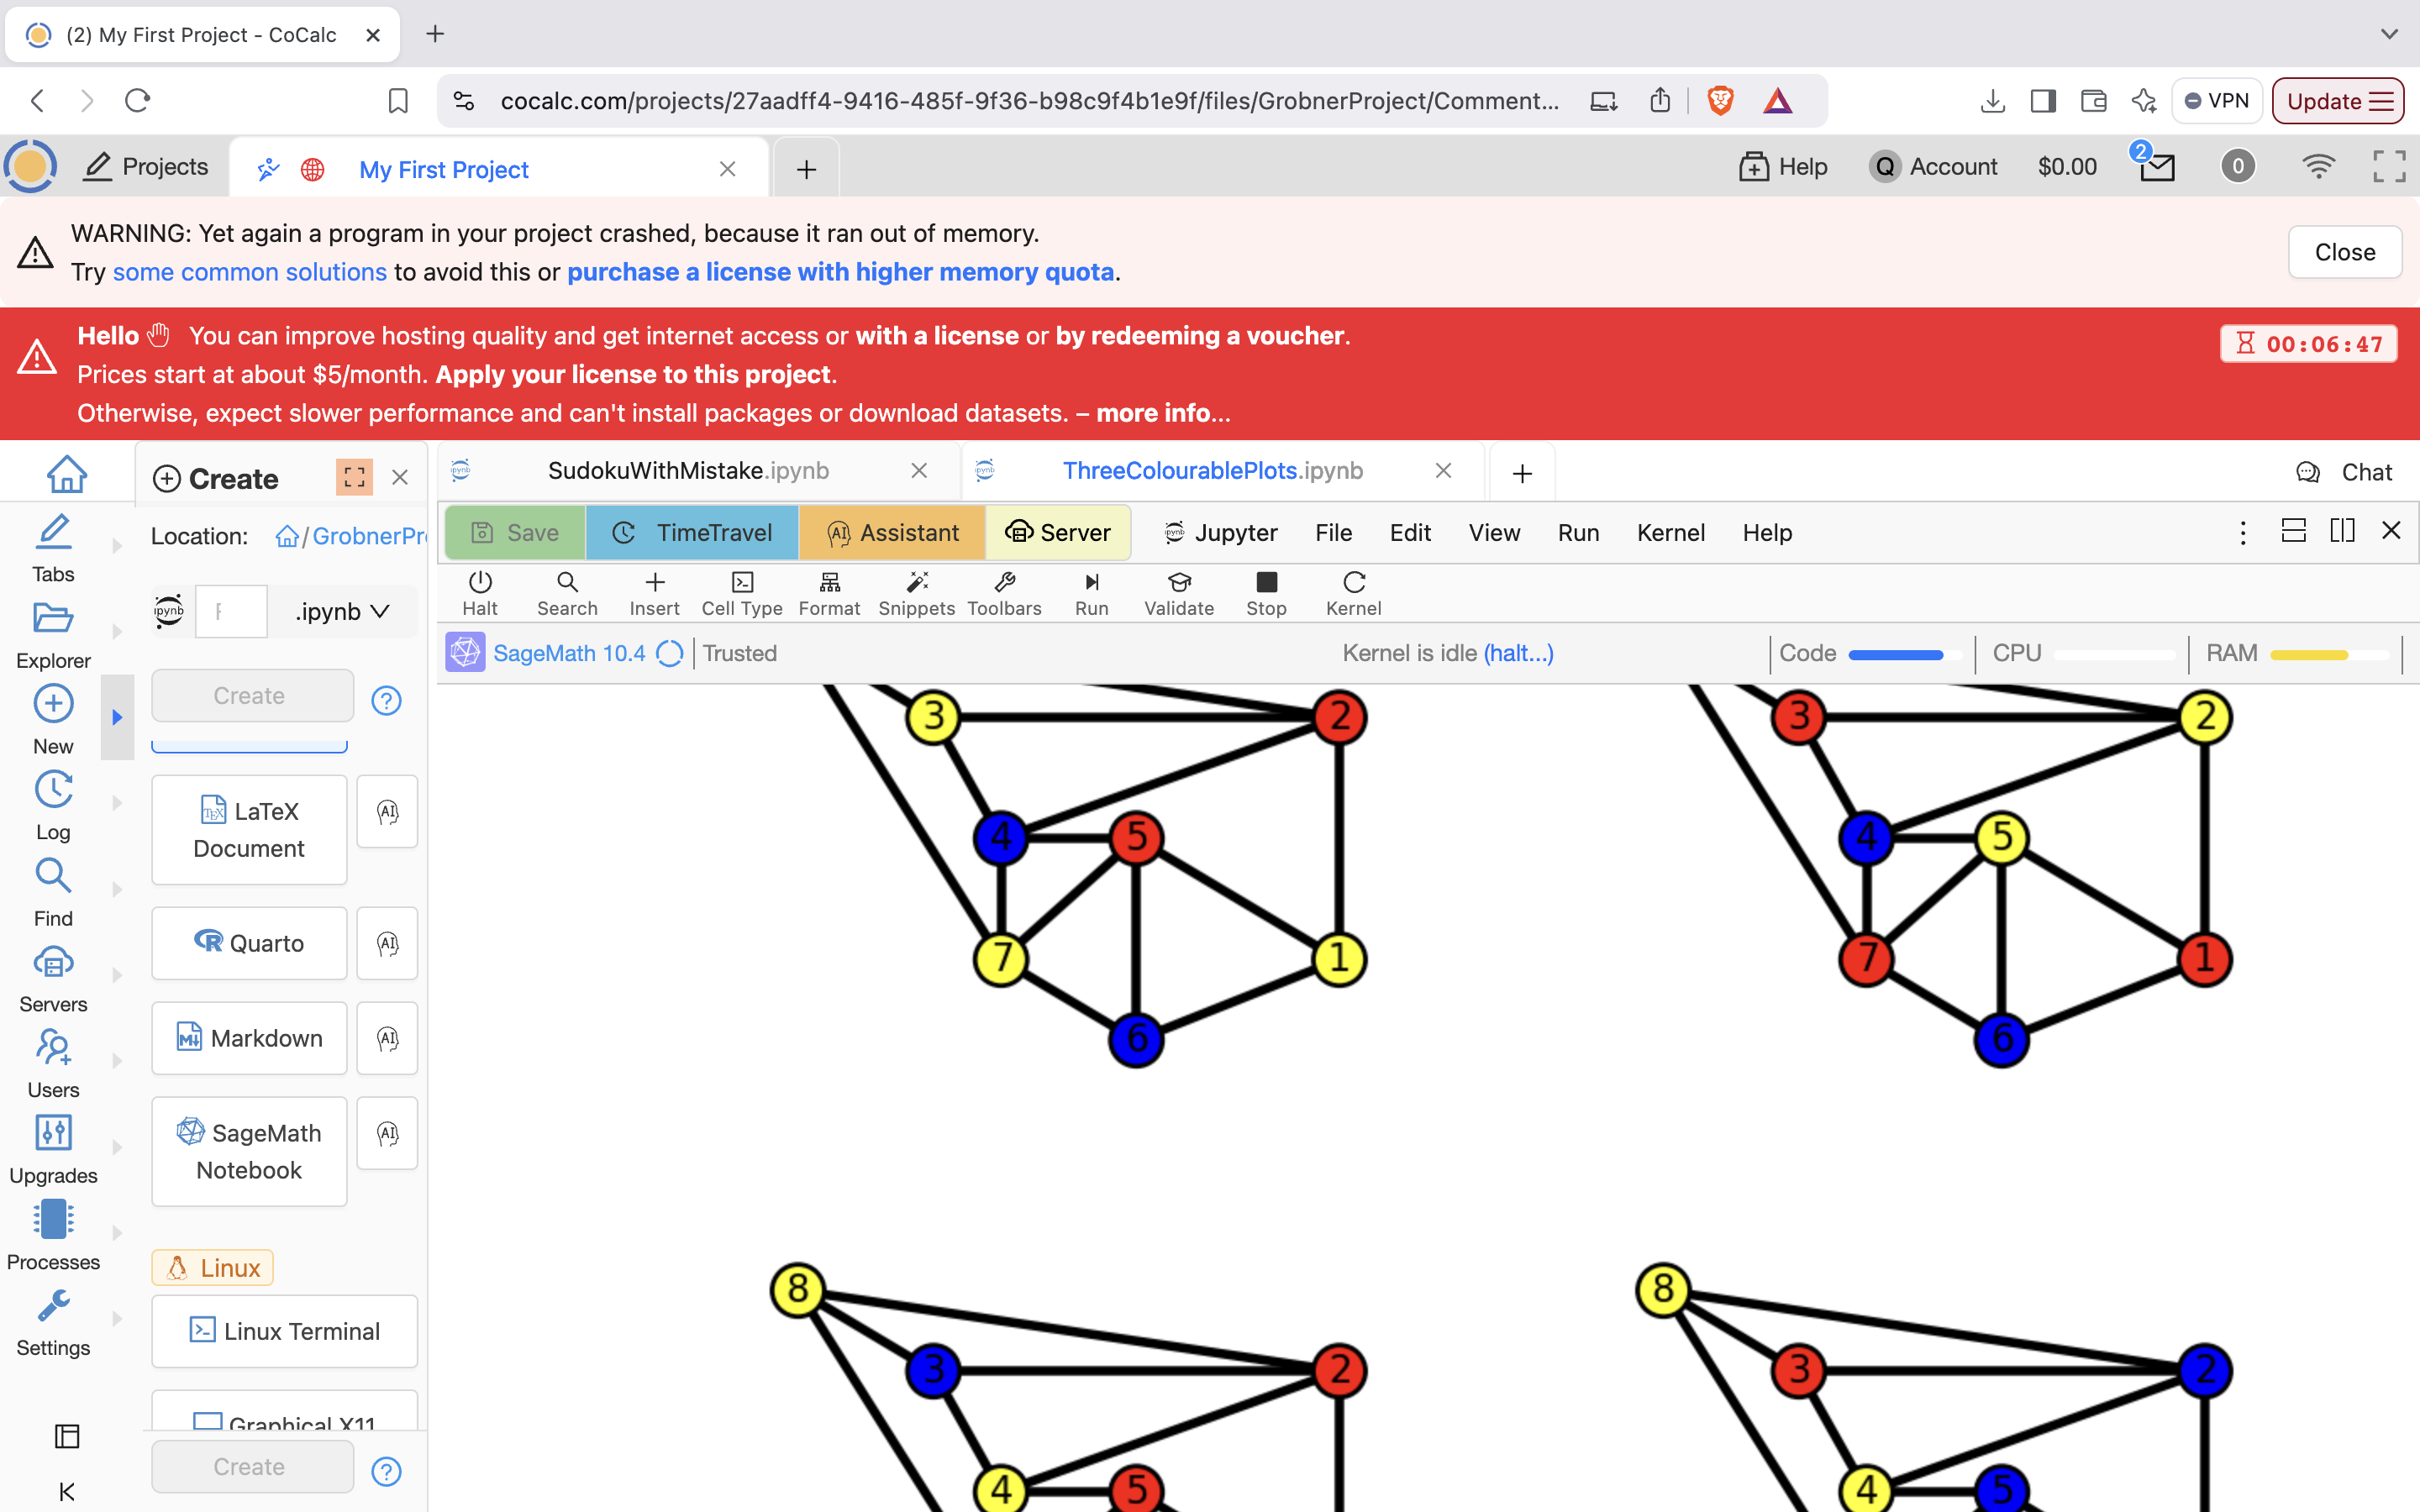 (2) My First Project - CoCalc
cocalc.com/projects/27aadff4-9416-485f-9f36-b98c9f4b1e9f/files/GrobnerProject/Comment...
VPN
Update
Projects
My First Project
Help
Q Account
$0.00
2
0
WARNING: Yet again a program in your project crashed, because it ran out of memory.
Try some common solutions to avoid this or purchase a license with higher memory quota.
Close
Hello You can improve hosting quality and get internet access or with a license or by redeeming a voucher.
Prices start at about $5/month. Apply your license to this project.
Otherwise, expect slower performance and can't install packages or download datasets. – more info...
00:06:47
Tabs
Explorer
New
Log
Find
Servers
Users
Upgrades
Processes
Settings
Create
Location: /GrobnerPr
ipynb
.ipynb
Create
LaTeX
Document
AI
Quarto
AI
Markdown
AI
SageMath
Notebook
AI
Linux
Linux Terminal
Graphical X11
Create
SudokuWithMistake.ipynb
ThreeColourablePlots.ipynb
Chat
Save
TimeTravel
Assistant
Server
Jupyter
File
Edit
View
Run
Kernel
Help
Halt
Search
Insert
Cell Type
Format
Snippets
Toolbars
Run
Validate
Stop
Kernel
SageMath 10.4
Trusted
Kernel is idle (halt...)
Code
CPU
RAM
3
2
4
5
7
1
6
3
2
4
5
7
1
6
8
3
2
4
5
8
3
2
4
5